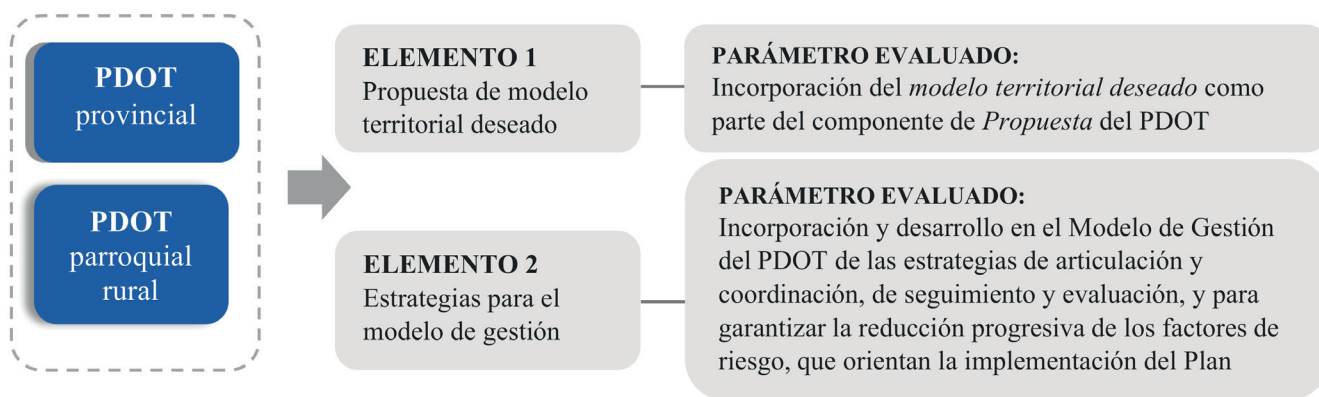 PDOT
provincial
PDOT
parroquial
rural
ELEMENTO 1
Propuesta de modelo
territorial deseado
PARÁMETRO EVALUADO:
Incorporación del modelo territorial deseado como
parte del componente de Propuesta del PDOT
ELEMENTO 2
Estrategias para el
modelo de gestión
PARÁMETRO EVALUADO:
Incorporación y desarrollo en el Modelo de Gestión
del PDOT de las estrategias de articulación y
coordinación, de seguimiento y evaluación, y para
garantizar la reducción progresiva de los factores de
riesgo, que orientan la implementación del Plan